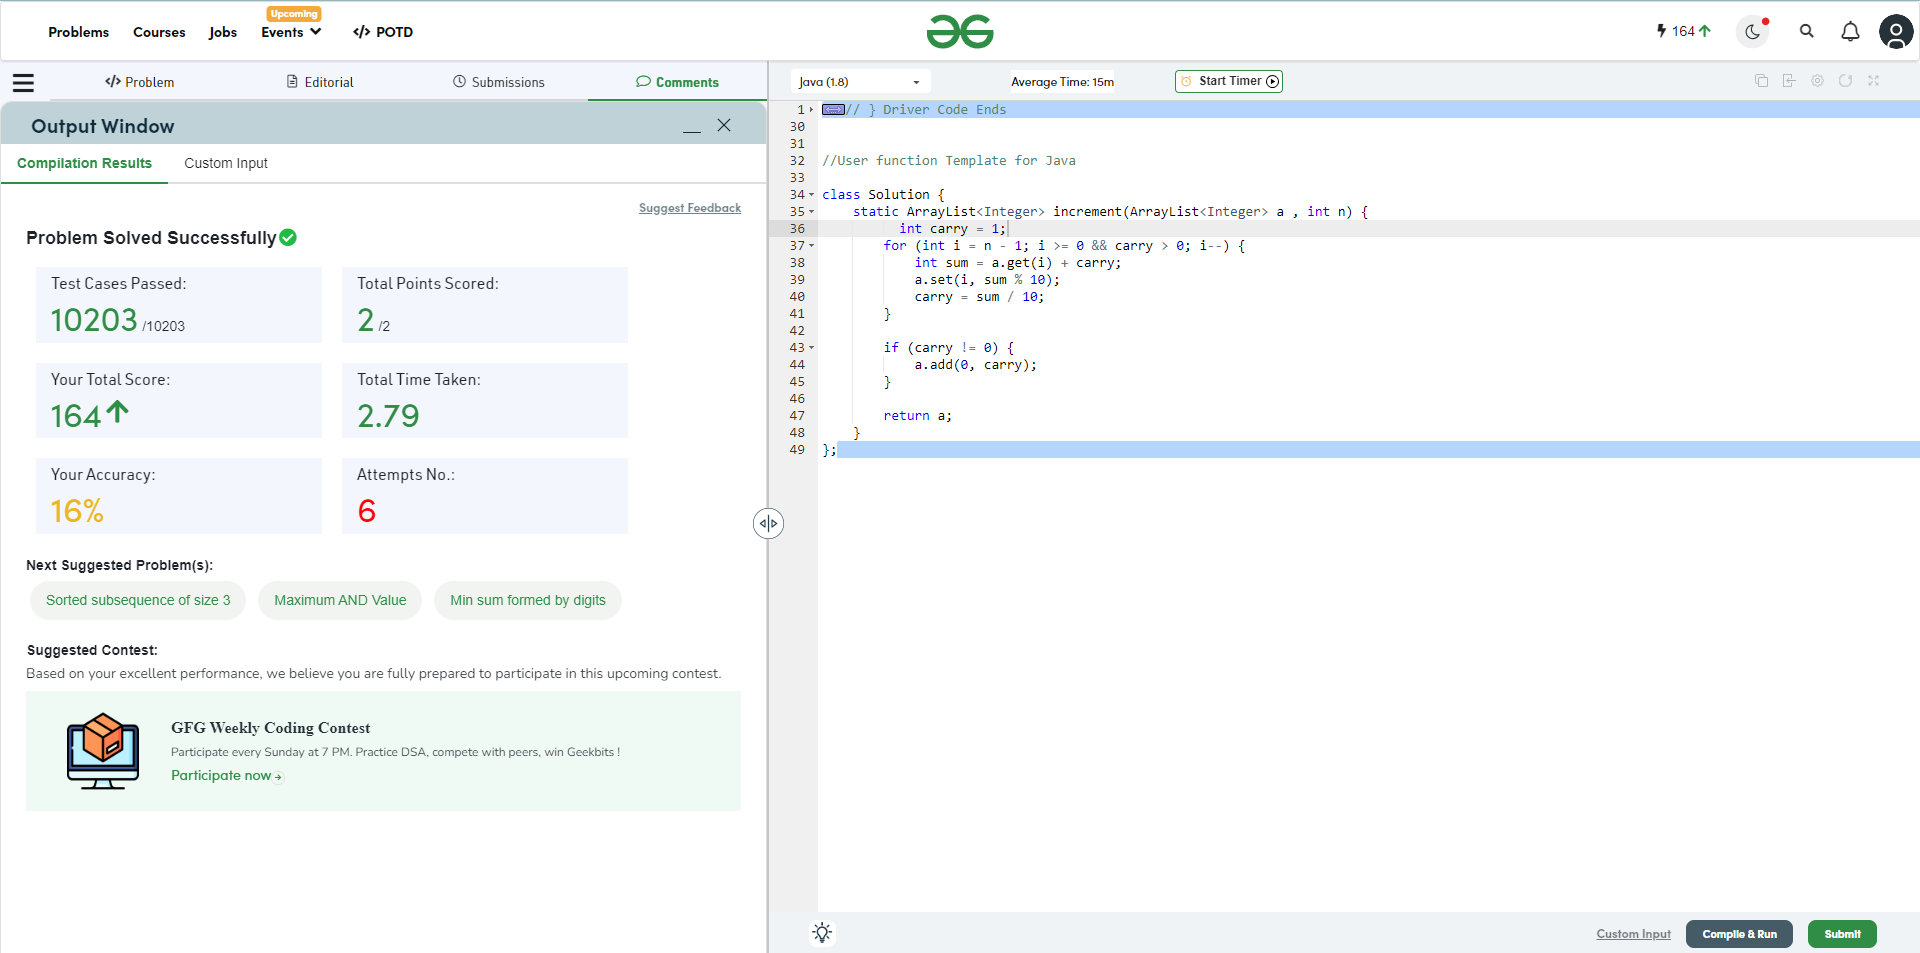 Upcoming
Problems Courses Jobs Events </> POTD
164
</> Problem Editorial Submissions Comments
Output Window
Compilation Results Custom Input
Suggest Feedback
Problem Solved Successfully
Test Cases Passed:
10203 /10203
Total Points Scored:
2 /2
Your Total Score:
164
Total Time Taken:
2.79
Your Accuracy:
16%
Attempts No.:
6
Next Suggested Problem(s):
Sorted subsequence of size 3 Maximum AND Value Min sum formed by digits
Suggested Contest:
Based on your excellent performance, we believe you are fully prepared to participate in this upcoming contest.
GFG Weekly Coding Contest
Participate every Sunday at 7 PM. Practice DSA, compete with peers, win Geekbits !
Participate now
Java (1.8) Average Time: 15m Start Timer
1 // } Driver Code Ends
30
31
32 //User function Template for Java
33
34 class Solution {
35 static ArrayList<Integer> increment(ArrayList<Integer> a , int n) {
36 int carry = 1;
37 for (int i = n - 1; i >= 0 && carry > 0; i--) {
38 int sum = a.get(i) + carry;
39 a.set(i, sum % 10);
40 carry = sum / 10;
41 }
42
43 if (carry != 0) {
44 a.add(0, carry);
45 }
46
47 return a;
48 }
49 };
Custom Input Compile & Run Submit